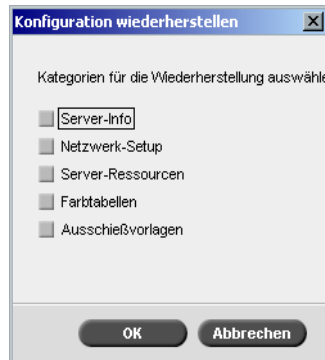 Konfiguration wiederherstellen
Kategorien für die Wiederherstellung auswähle
Server-Info
Netzwerk-Setup
Server-Ressourcen
Farbtabellen
Ausschießvorlagen
OK Abbrechen